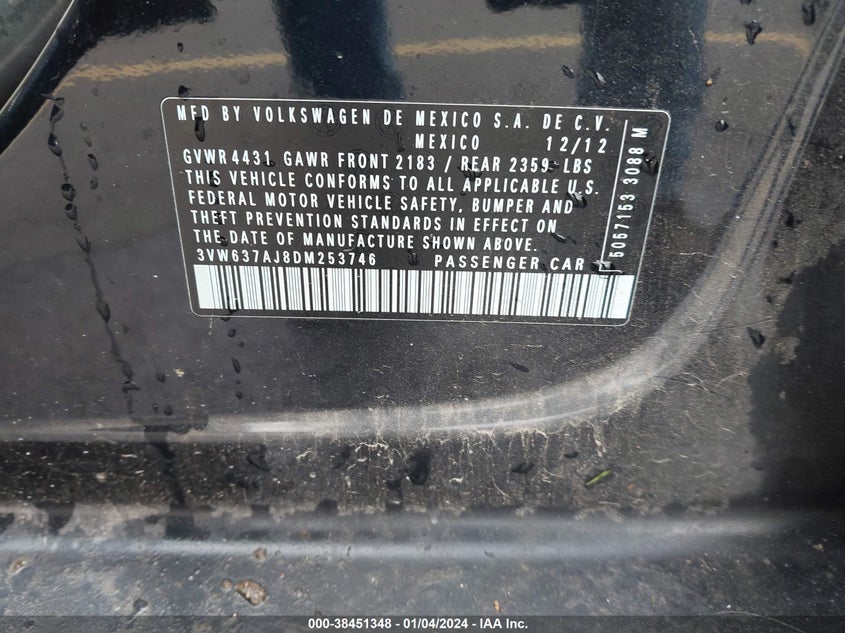 MFD BY VOLKSWAGEN DE MEXICO S.A. DE C.V.
MEXICO 12/12
GVWR 4431 GAWR FRONT 2183 / REAR 2359 LBS
THIS VEHICLE CONFORMS TO ALL APPLICABLE U.S.
FEDERAL MOTOR VEHICLE SAFETY, BUMPER AND
THEFT PREVENTION STANDARDS IN EFFECT ON
THE DATE OF MANUFACTURE SHOWN ABOVE.
3VW637AJ8DM253746 PASSENGER CAR
5057153 3088 M
000-38451348 - 01/04/2024 - IAA Inc.